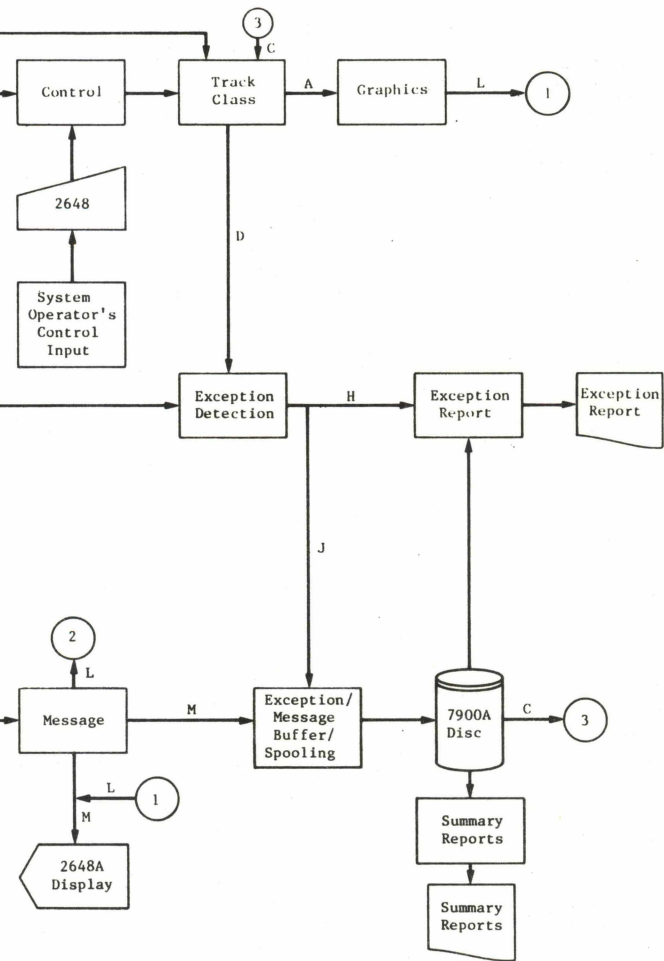 3
C
Control
Track
Class
A
Graphics
L
1
2648
D
System
Operator's
Control
Input
Exception
Detection
H
Exception
Report
Exception
Report
J
2
L
Message
M
Exception/
Message
Buffer/
Spooling
7900A
Disc
C
3
L
1
M
2648A
Display
Summary
Reports
Summary
Reports